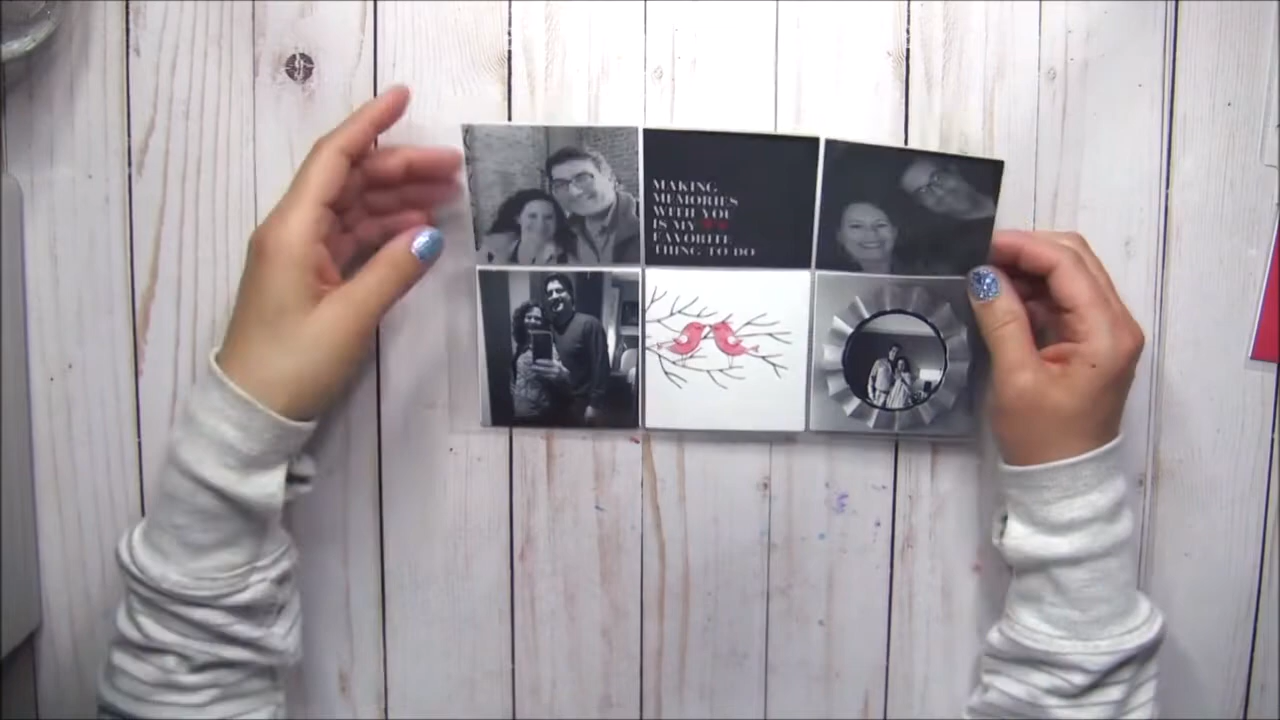 MAKING
MEMORIES
WITH YOU
IS MY
FAVORITE
THING TO DO